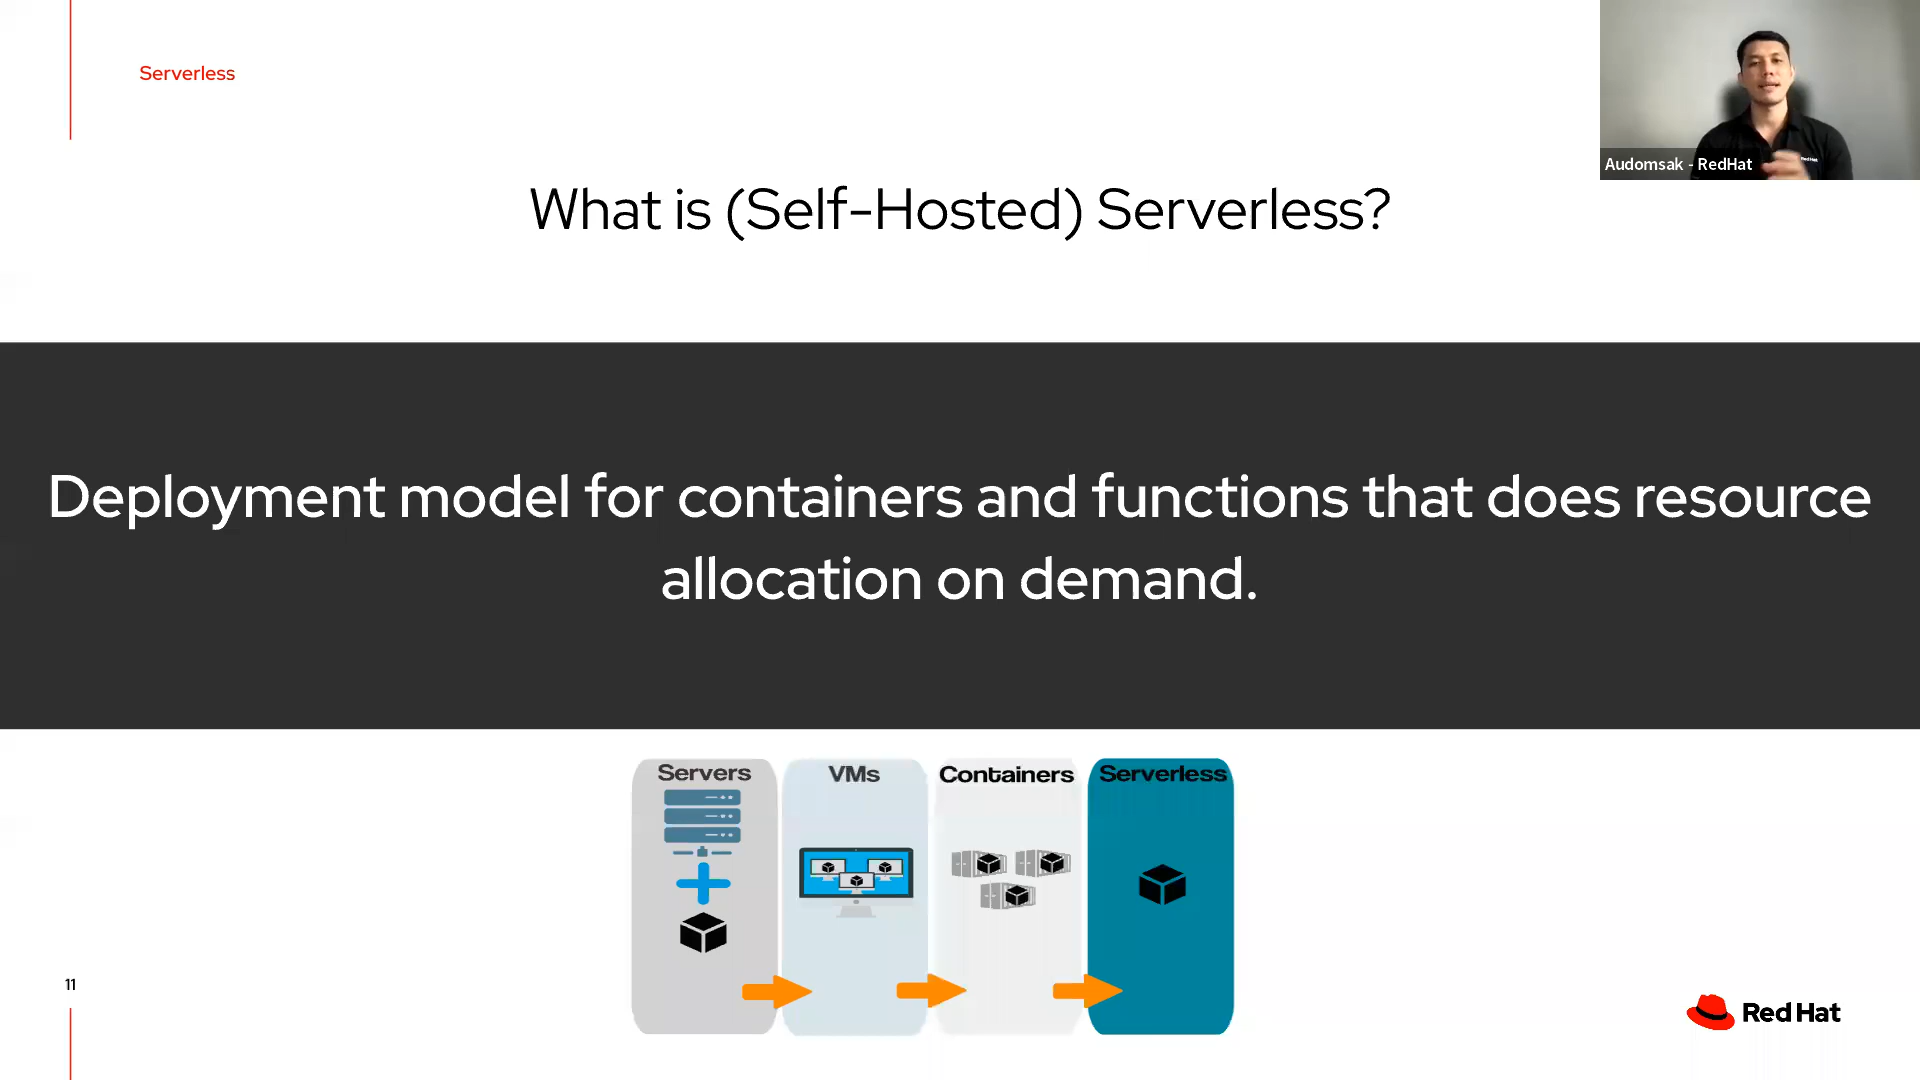 Serverless
Audomsak - RedHat
What is (Self-Hosted) Serverless?
Deployment model for containers and functions that does resource
allocation on demand.
Servers
VMs
Containers
Serverless
11
Red Hat